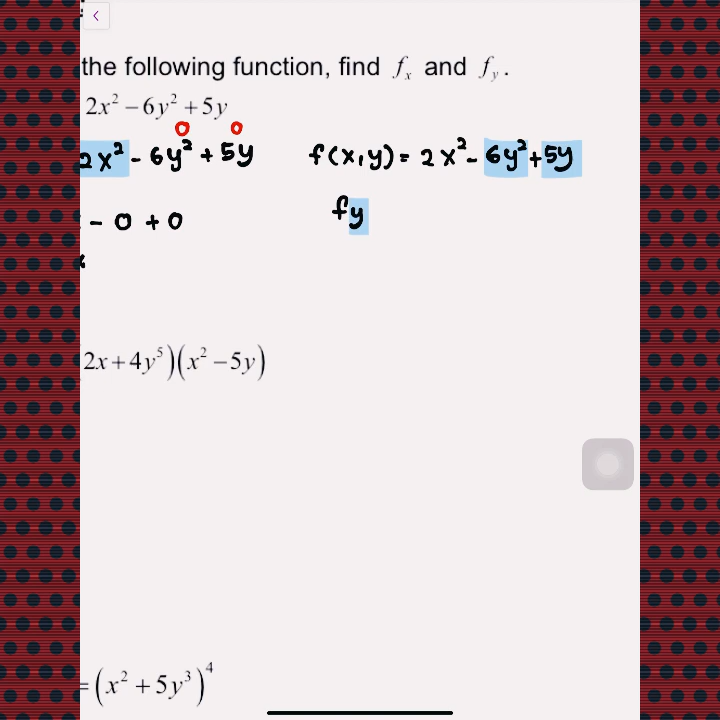 the following function, find fₓ and fᵧ.
2x² − 6y² + 5y
0 0
2x² - 6y² + 5y f(x,y) = 2x² - 6y² + 5y
- 0 + 0 fy
2x + 4y⁵)(x² − 5y)
= (x² + 5y³)⁴